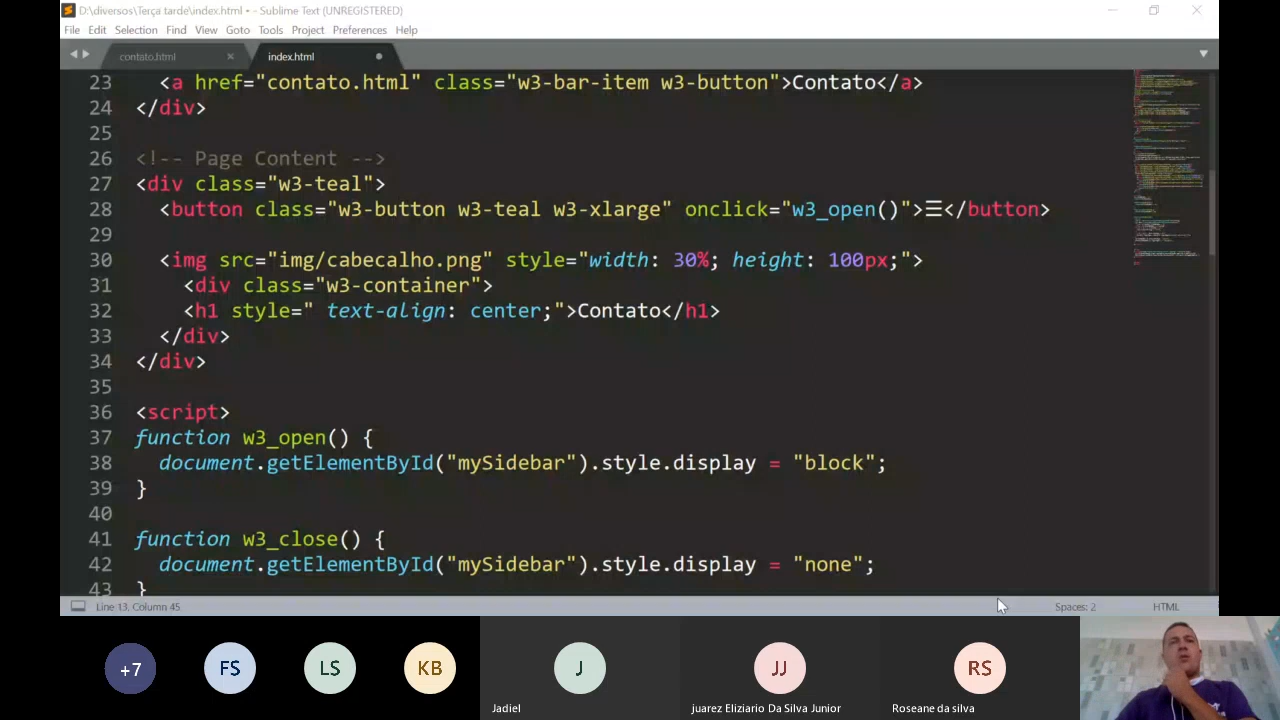 D:\diversos\Terça tarde\index.html • - Sublime Text (UNREGISTERED)
File Edit Selection Find View Goto Tools Project Preferences Help
contato.html × index.html
23 <a href="contato.html" class="w3-bar-item w3-button">Contato</a>
24 </div>
25
26 <!-- Page Content -->
27 <div class="w3-teal">
28 <button class="w3-button w3-teal w3-xlarge" onclick="w3_open()">☰</button>
29
30 <img src="img/cabecalho.png" style="width: 30%; height: 100px;">
31 <div class="w3-container">
32 <h1 style=" text-align: center;">Contato</h1>
33 </div>
34 </div>
35
36 <script>
37 function w3_open() {
38 document.getElementById("mySidebar").style.display = "block";
39 }
40
41 function w3_close() {
42 document.getElementById("mySidebar").style.display = "none";
43 }
Line 13, Column 45 Spaces: 2 HTML
+7 FS LS KB J JJ RS
Jadiel juarez Eliziario Da Silva Junior Roseane da silva